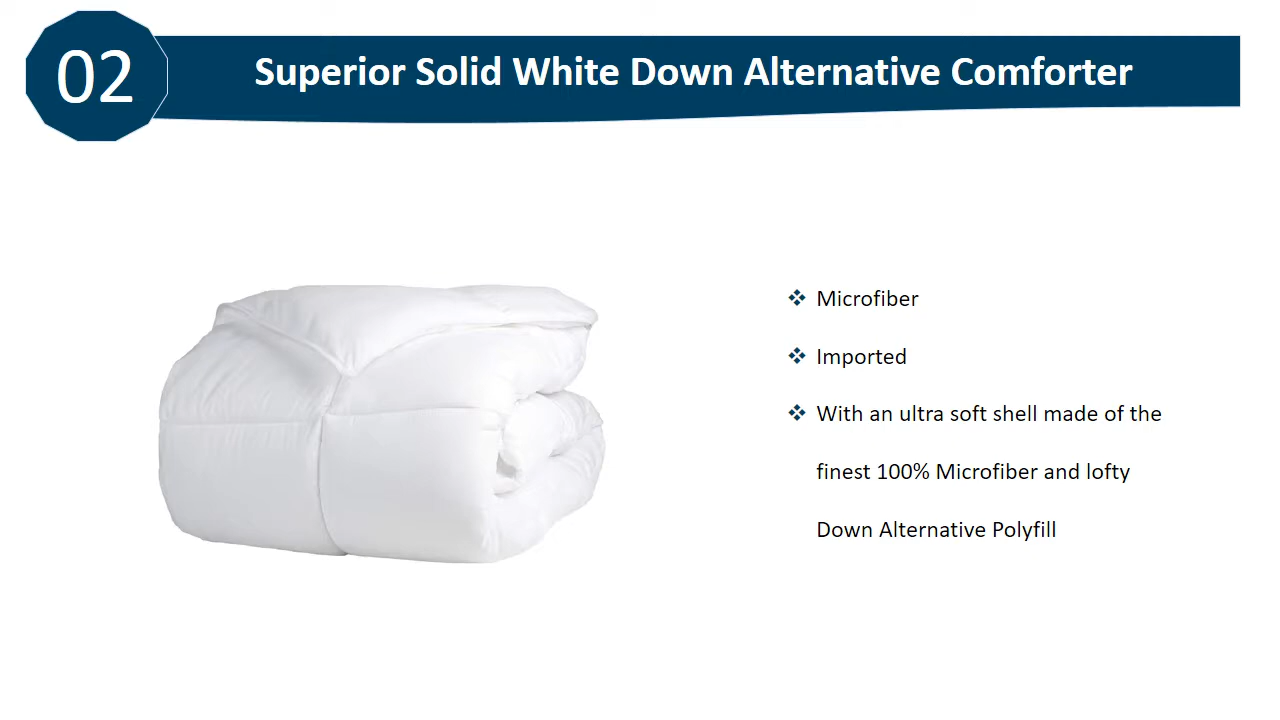 02
Superior Solid White Down Alternative Comforter
Microfiber
Imported
With an ultra soft shell made of the
finest 100% Microfiber and lofty
Down Alternative Polyfill